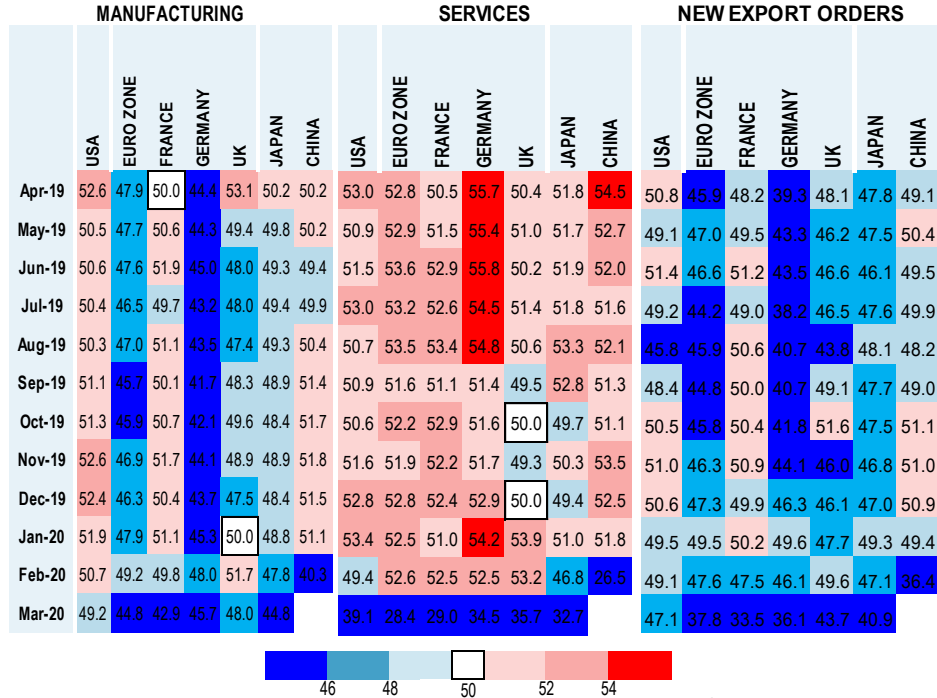 MANUFACTURING SERVICES NEW EXPORT ORDERS
USA EURO ZONE FRANCE GERMANY UK JAPAN CHINA USA EURO ZONE FRANCE GERMANY UK JAPAN CHINA USA EURO ZONE FRANCE GERMANY UK JAPAN CHINA
Apr-19 52.6 47.9 50.0 44.4 53.1 50.2 50.2 53.0 52.8 50.5 55.7 50.4 51.8 54.5 50.8 45.9 48.2 39.3 48.1 47.8 49.1
May-19 50.5 47.7 50.6 44.3 49.4 49.8 50.2 50.9 52.9 51.5 55.4 51.0 51.7 52.7 49.1 47.0 49.5 43.3 46.2 47.5 50.4
Jun-19 50.6 47.6 51.9 45.0 48.0 49.3 49.4 51.5 53.6 52.9 55.8 50.2 51.9 52.0 51.4 46.6 51.2 43.5 46.6 46.1 49.5
Jul-19 50.4 46.5 49.7 43.2 48.0 49.4 49.9 53.0 53.2 52.6 54.5 51.4 51.8 51.6 49.2 44.2 49.0 38.2 46.5 47.6 49.9
Aug-19 50.3 47.0 51.1 43.5 47.4 49.3 50.4 50.7 53.5 53.4 54.8 50.6 53.3 52.1 45.8 45.9 50.6 40.7 43.8 48.1 48.2
Sep-19 51.1 45.7 50.1 41.7 48.3 48.9 51.4 50.9 51.6 51.1 51.4 49.5 52.8 51.3 48.4 44.8 50.0 40.7 49.1 47.7 49.0
Oct-19 51.3 45.9 50.7 42.1 49.6 48.4 51.7 50.6 52.2 52.9 51.6 50.0 49.7 51.1 50.5 45.8 50.4 41.8 51.6 47.5 51.1
Nov-19 52.6 46.9 51.7 44.1 48.9 48.9 51.8 51.6 51.9 52.2 51.7 49.3 50.3 53.5 51.0 46.3 50.9 44.1 46.0 46.8 51.0
Dec-19 52.4 46.3 50.4 43.7 47.5 48.4 51.5 52.8 52.8 52.4 52.9 50.0 49.4 52.5 50.6 47.3 49.9 46.3 46.1 47.0 50.9
Jan-20 51.9 47.9 51.1 45.3 50.0 48.8 51.1 53.4 52.5 51.0 54.2 53.9 51.0 51.8 49.5 49.5 50.2 49.6 47.7 49.3 49.4
Feb-20 50.7 49.2 49.8 48.0 51.7 47.8 40.3 49.4 52.6 52.5 52.5 53.2 46.8 26.5 49.1 47.6 47.5 46.1 49.6 47.1 36.4
Mar-20 49.2 44.8 42.9 45.7 48.0 44.8 39.1 28.4 29.0 34.5 35.7 32.7 47.1 37.8 33.5 36.1 43.7 40.9
46 48 50 52 54